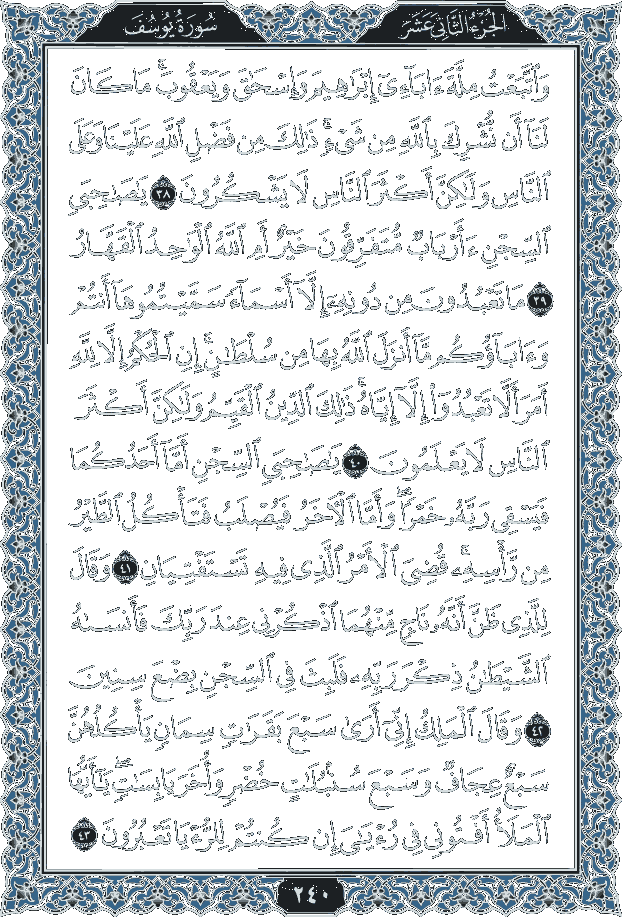 الجزء الثاني عشر
سورة يوسف
وَٱتَّبَعْتُ مِلَّةَ ءَابَآءِىٓ إِبْرَٰهِيمَ وَإِسْحَٰقَ وَيَعْقُوبَ ۚ مَا كَانَ
لَنَآ أَن نُّشْرِكَ بِٱللَّهِ مِن شَىْءٍ ۚ ذَٰلِكَ مِن فَضْلِ ٱللَّهِ عَلَيْنَا وَعَلَى
ٱلنَّاسِ وَلَٰكِنَّ أَكْثَرَ ٱلنَّاسِ لَا يَشْكُرُونَ ٣٨ يَٰصَٰحِبَىِ
ٱلسِّجْنِ ءَأَرْبَابٌ مُّتَفَرِّقُونَ خَيْرٌ أَمِ ٱللَّهُ ٱلْوَٰحِدُ ٱلْقَهَّارُ
٣٩ مَا تَعْبُدُونَ مِن دُونِهِۦٓ إِلَّآ أَسْمَآءً سَمَّيْتُمُوهَآ أَنتُمْ
وَءَابَآؤُكُم مَّآ أَنزَلَ ٱللَّهُ بِهَا مِن سُلْطَٰنٍ ۚ إِنِ ٱلْحُكْمُ إِلَّا لِلَّهِ
أَمَرَ أَلَّا تَعْبُدُوٓا۟ إِلَّآ إِيَّاهُ ۚ ذَٰلِكَ ٱلدِّينُ ٱلْقَيِّمُ وَلَٰكِنَّ أَكْثَرَ
ٱلنَّاسِ لَا يَعْلَمُونَ ٤٠ يَٰصَٰحِبَىِ ٱلسِّجْنِ أَمَّآ أَحَدُكُمَا
فَيَسْقِى رَبَّهُۥ خَمْرًا ۖ وَأَمَّا ٱلْءَاخَرُ فَيُصْلَبُ فَتَأْكُلُ ٱلطَّيْرُ
مِن رَّأْسِهِۦ ۚ قُضِىَ ٱلْأَمْرُ ٱلَّذِى فِيهِ تَسْتَفْتِيَانِ ٤١ وَقَالَ
لِلَّذِى ظَنَّ أَنَّهُۥ نَاجٍ مِّنْهُمَا ٱذْكُرْنِى عِندَ رَبِّكَ فَأَنسَىٰهُ
ٱلشَّيْطَٰنُ ذِكْرَ رَبِّهِۦ فَلَبِثَ فِى ٱلسِّجْنِ بِضْعَ سِنِينَ
٤٢ وَقَالَ ٱلْمَلِكُ إِنِّىٓ أَرَىٰ سَبْعَ بَقَرَٰتٍ سِمَانٍ يَأْكُلُهُنَّ
سَبْعٌ عِجَافٌ وَسَبْعَ سُنۢبُلَٰتٍ خُضْرٍ وَأُخَرَ يَابِسَٰتٍ ۖ يَٰٓأَيُّهَا
ٱلْمَلَأُ أَفْتُونِى فِى رُءْيَٰىَ إِن كُنتُمْ لِلرُّءْيَا تَعْبُرُونَ ٤٣
٢٤٠